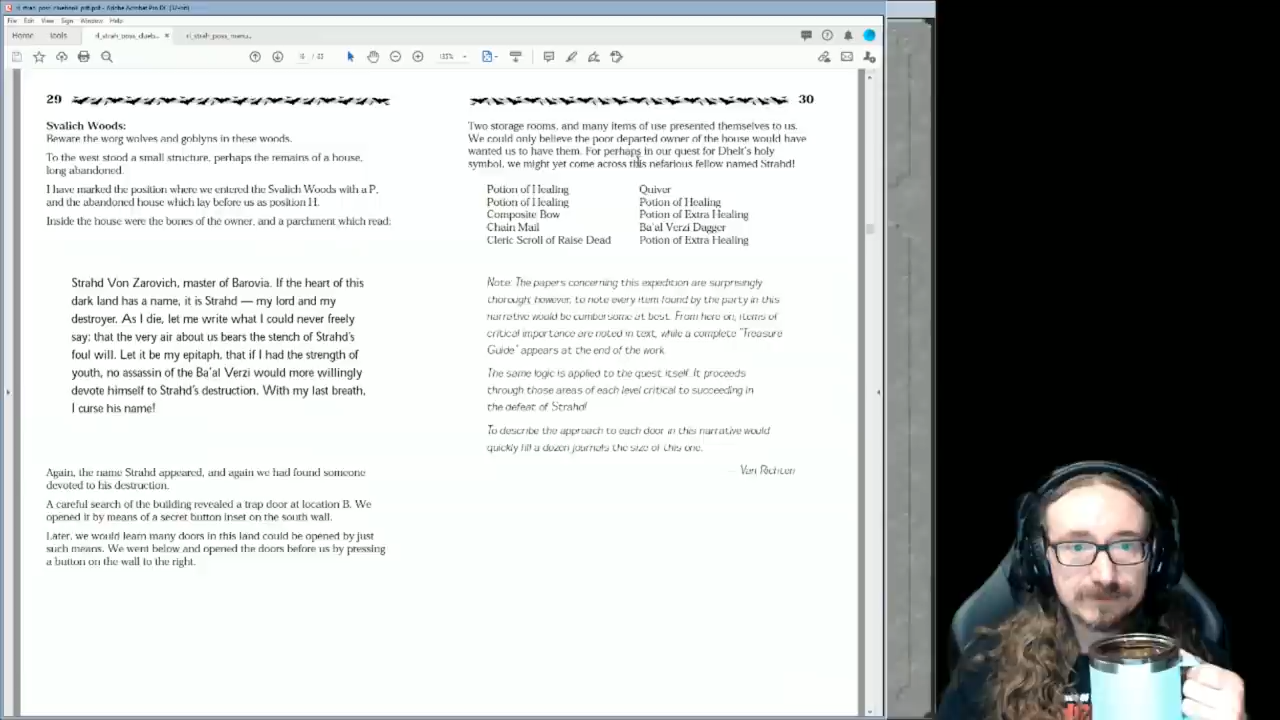 File Edit View Sign Window Help
Home Tools
29
Svalich Woods:
Beware the worg wolves and goblyns in these woods.
To the west stood a small structure, perhaps the remains of a house,
long abandoned.
I have marked the position where we entered the Svalich Woods with a P,
and the abandoned house which lay before us as position H.
Inside the house were the bones of the owner, and a parchment which read:
Strahd Von Zarovich, master of Barovia. If the heart of this
dark land has a name, it is Strahd — my lord and my
destroyer. As I die, let me write what I could never freely
say: that the very air about us bears the stench of Strahd's
foul will. Let it be my epitaph, that if I had the strength of
youth, no assassin of the Ba'al Verzi would more willingly
devote himself to Strahd's destruction. With my last breath,
I curse his name!
Again, the name Strahd appeared, and again we had found someone
devoted to his destruction.
A careful search of the building revealed a trap door at location B. We
opened it by means of a secret button inset on the south wall.
Later, we would learn many doors in this land could be opened by just
such means. We went below and opened the doors before us by pressing
a button on the wall to the right.
30
Two storage rooms, and many items of use presented themselves to us.
We could only believe the poor departed owner of the house would have
wanted us to have them. For perhaps in our quest for Dhelt's holy
symbol, we might yet come across this nefarious fellow named Strahd!
Potion of Healing Quiver
Potion of Healing Potion of Healing
Composite Bow Potion of Extra Healing
Chain Mail Ba'al Verzi Dagger
Cleric Scroll of Raise Dead Potion of Extra Healing
Note: The papers concerning this expedition are surprisingly
thorough; however, to note every item found by the party in this
narrative would be cumbersome at best. From here on, items of
critical importance are noted in text, while a complete "Treasure
Guide" appears at the end of the work.
The same logic is applied to the quest itself. It proceeds
through those areas of each level critical to succeeding in
the defeat of Strahd!
To describe the approach to each door in this narrative would
quickly fill a dozen journals the size of this one.
— Van Richten